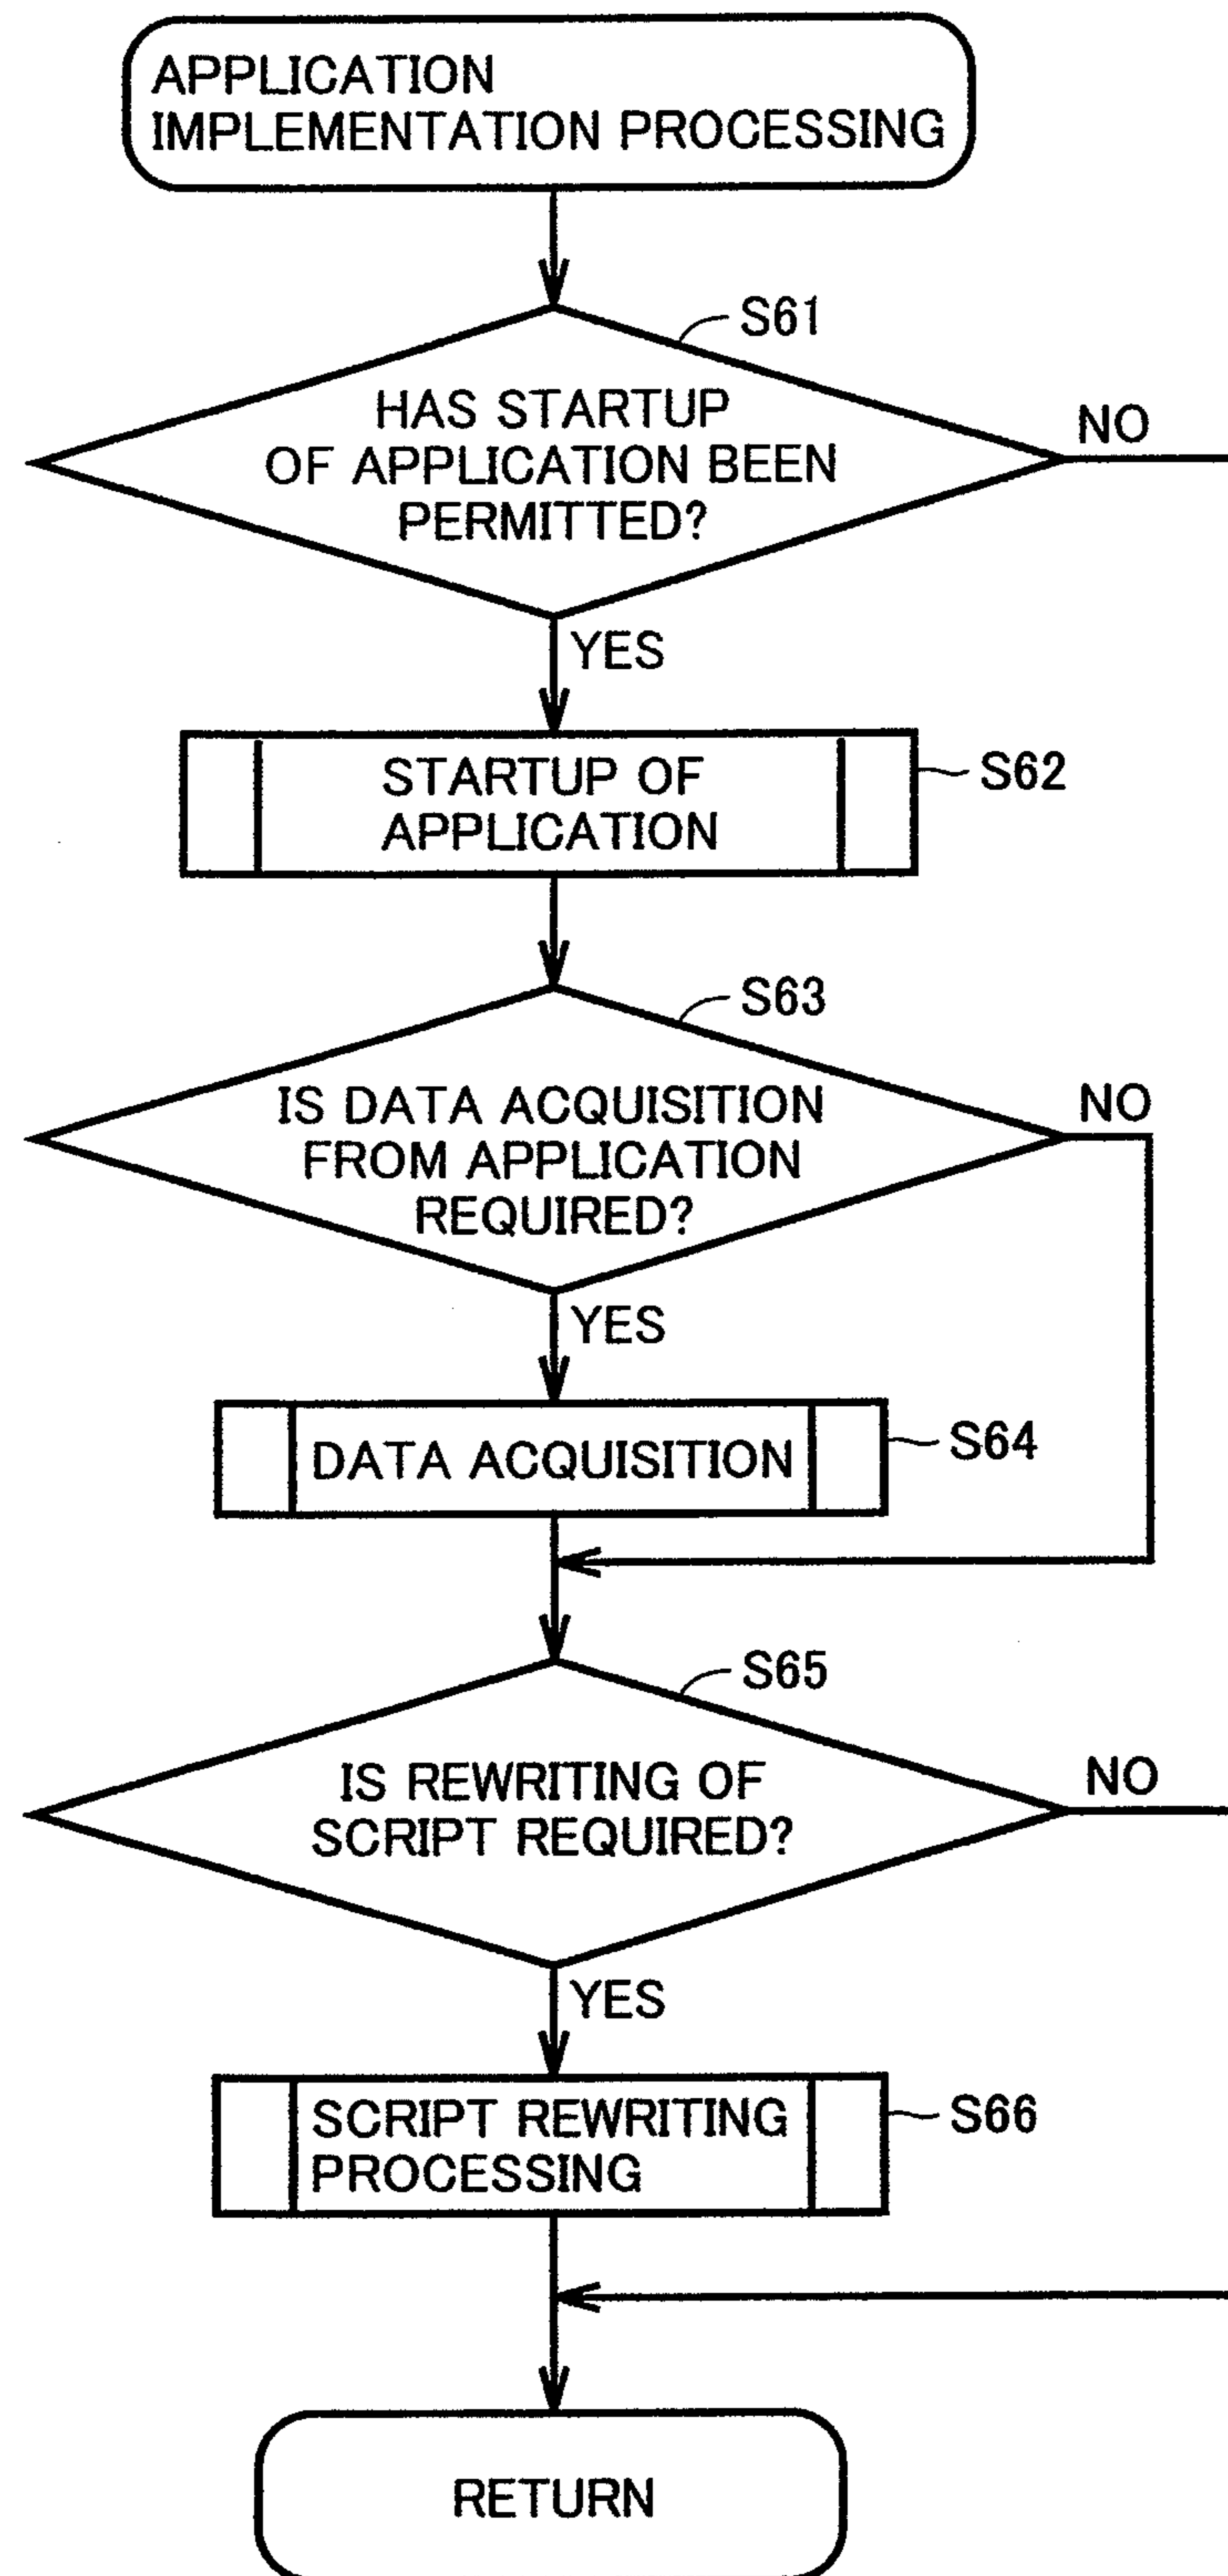 APPLICATION
IMPLEMENTATION PROCESSING
S61
HAS STARTUP
OF APPLICATION BEEN
PERMITTED?
NO
YES
STARTUP OF
APPLICATION
S62
S63
IS DATA ACQUISITION
FROM APPLICATION
REQUIRED?
NO
YES
DATA ACQUISITION
S64
S65
IS REWRITING OF
SCRIPT REQUIRED?
NO
YES
SCRIPT REWRITING
PROCESSING
S66
RETURN